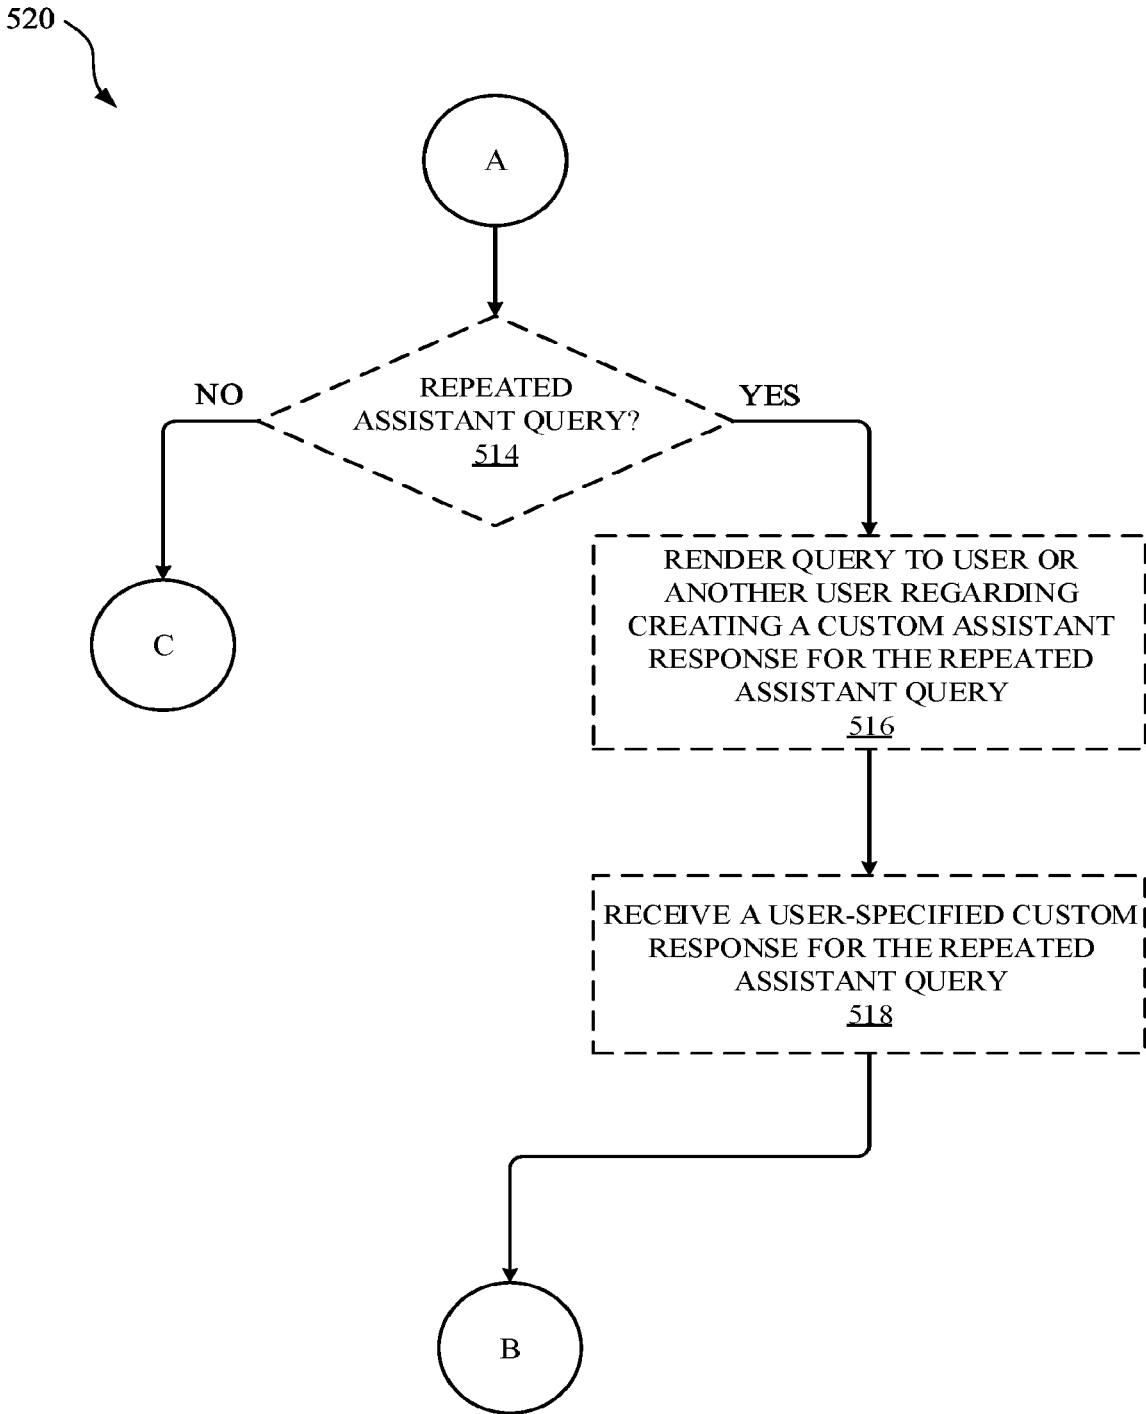 520
A
NO
YES
REPEATED
ASSISTANT QUERY?
514
C
RENDER QUERY TO USER OR
ANOTHER USER REGARDING
CREATING A CUSTOM ASSISTANT
RESPONSE FOR THE REPEATED
ASSISTANT QUERY
516
RECEIVE A USER-SPECIFIED CUSTOM
RESPONSE FOR THE REPEATED
ASSISTANT QUERY
518
B